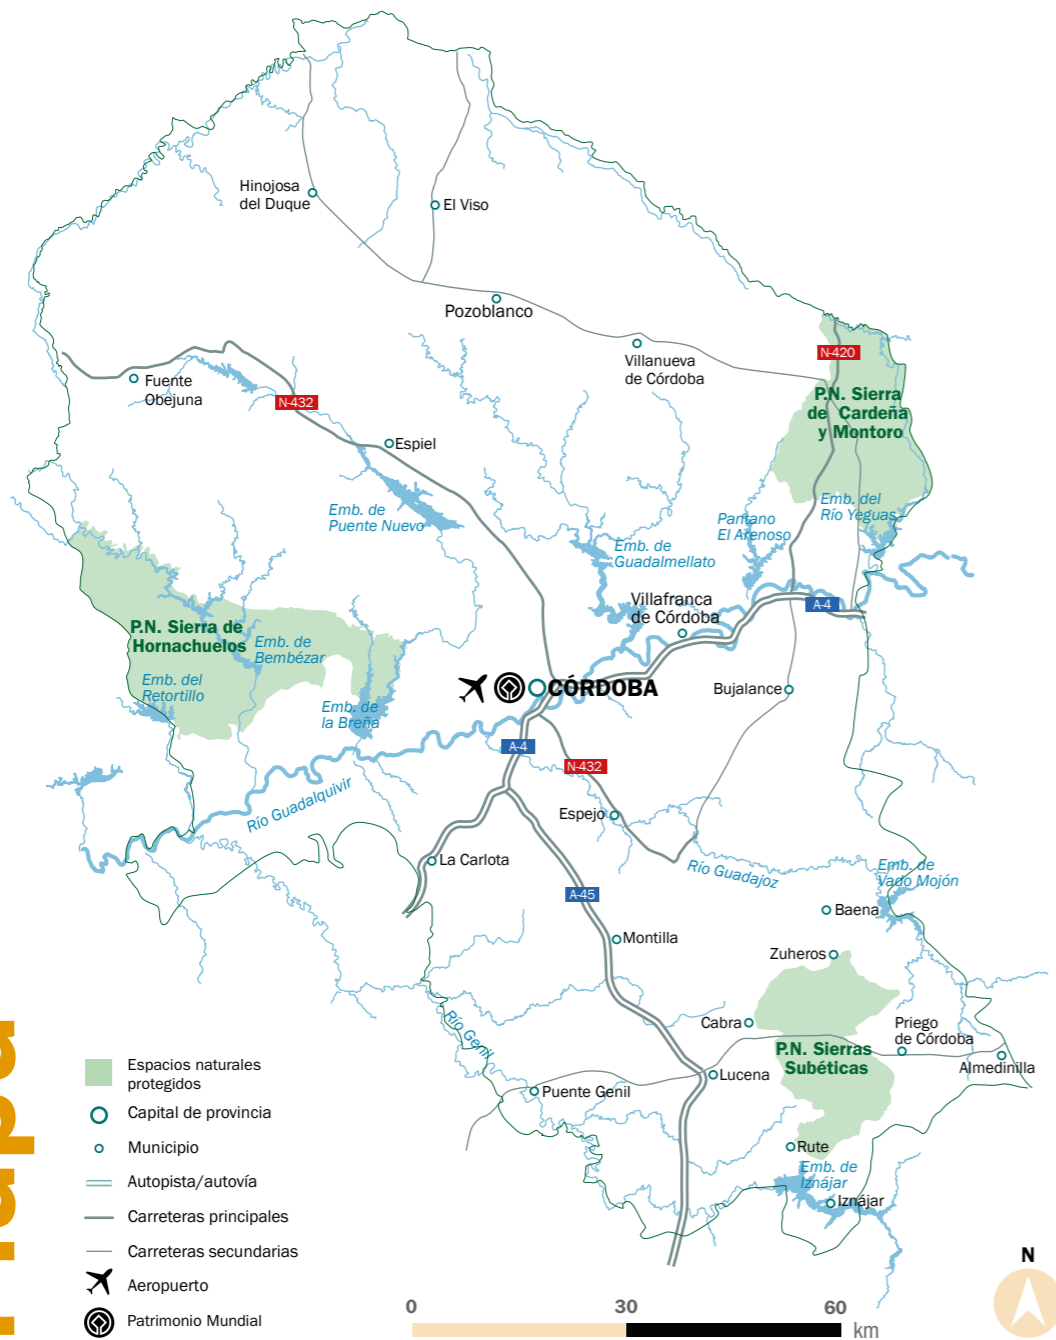 Hinojosa
del Duque
El Viso
Pozoblanco
Villanueva
de Córdoba
N-420
P.N. Sierra
de Cardeña
y Montoro
Fuente
Obejuna
N-432
Espiel
Emb. de
Puente Nuevo
Emb. del
Río Yeguas
Pantano
El Arenoso
Emb. de
Guadalmellato
Villafranca
de Córdoba
A-4
P.N. Sierra de
Hornachuelos
Emb. de
Bembézar
Emb. del
Retortillo
Emb. de
la Breña
CÓRDOBA
Bujalance
A-4
N-432
Río Guadalquivir
Espejo
La Carlota
Río Guadajoz
Emb. de
Vado Mojón
A-45
Baena
Montilla
Zuheros
Río Genil
Cabra
Priego
de Córdoba
P.N. Sierras
Subéticas
Almedinilla
Lucena
Puente Genil
Rute
Emb. de
Iznájar
Iznájar
Espacios naturales
protegidos
Capital de provincia
Municipio
Autopista/autovía
Carreteras principales
Carreteras secundarias
Aeropuerto
Patrimonio Mundial
0 30 60
km
N